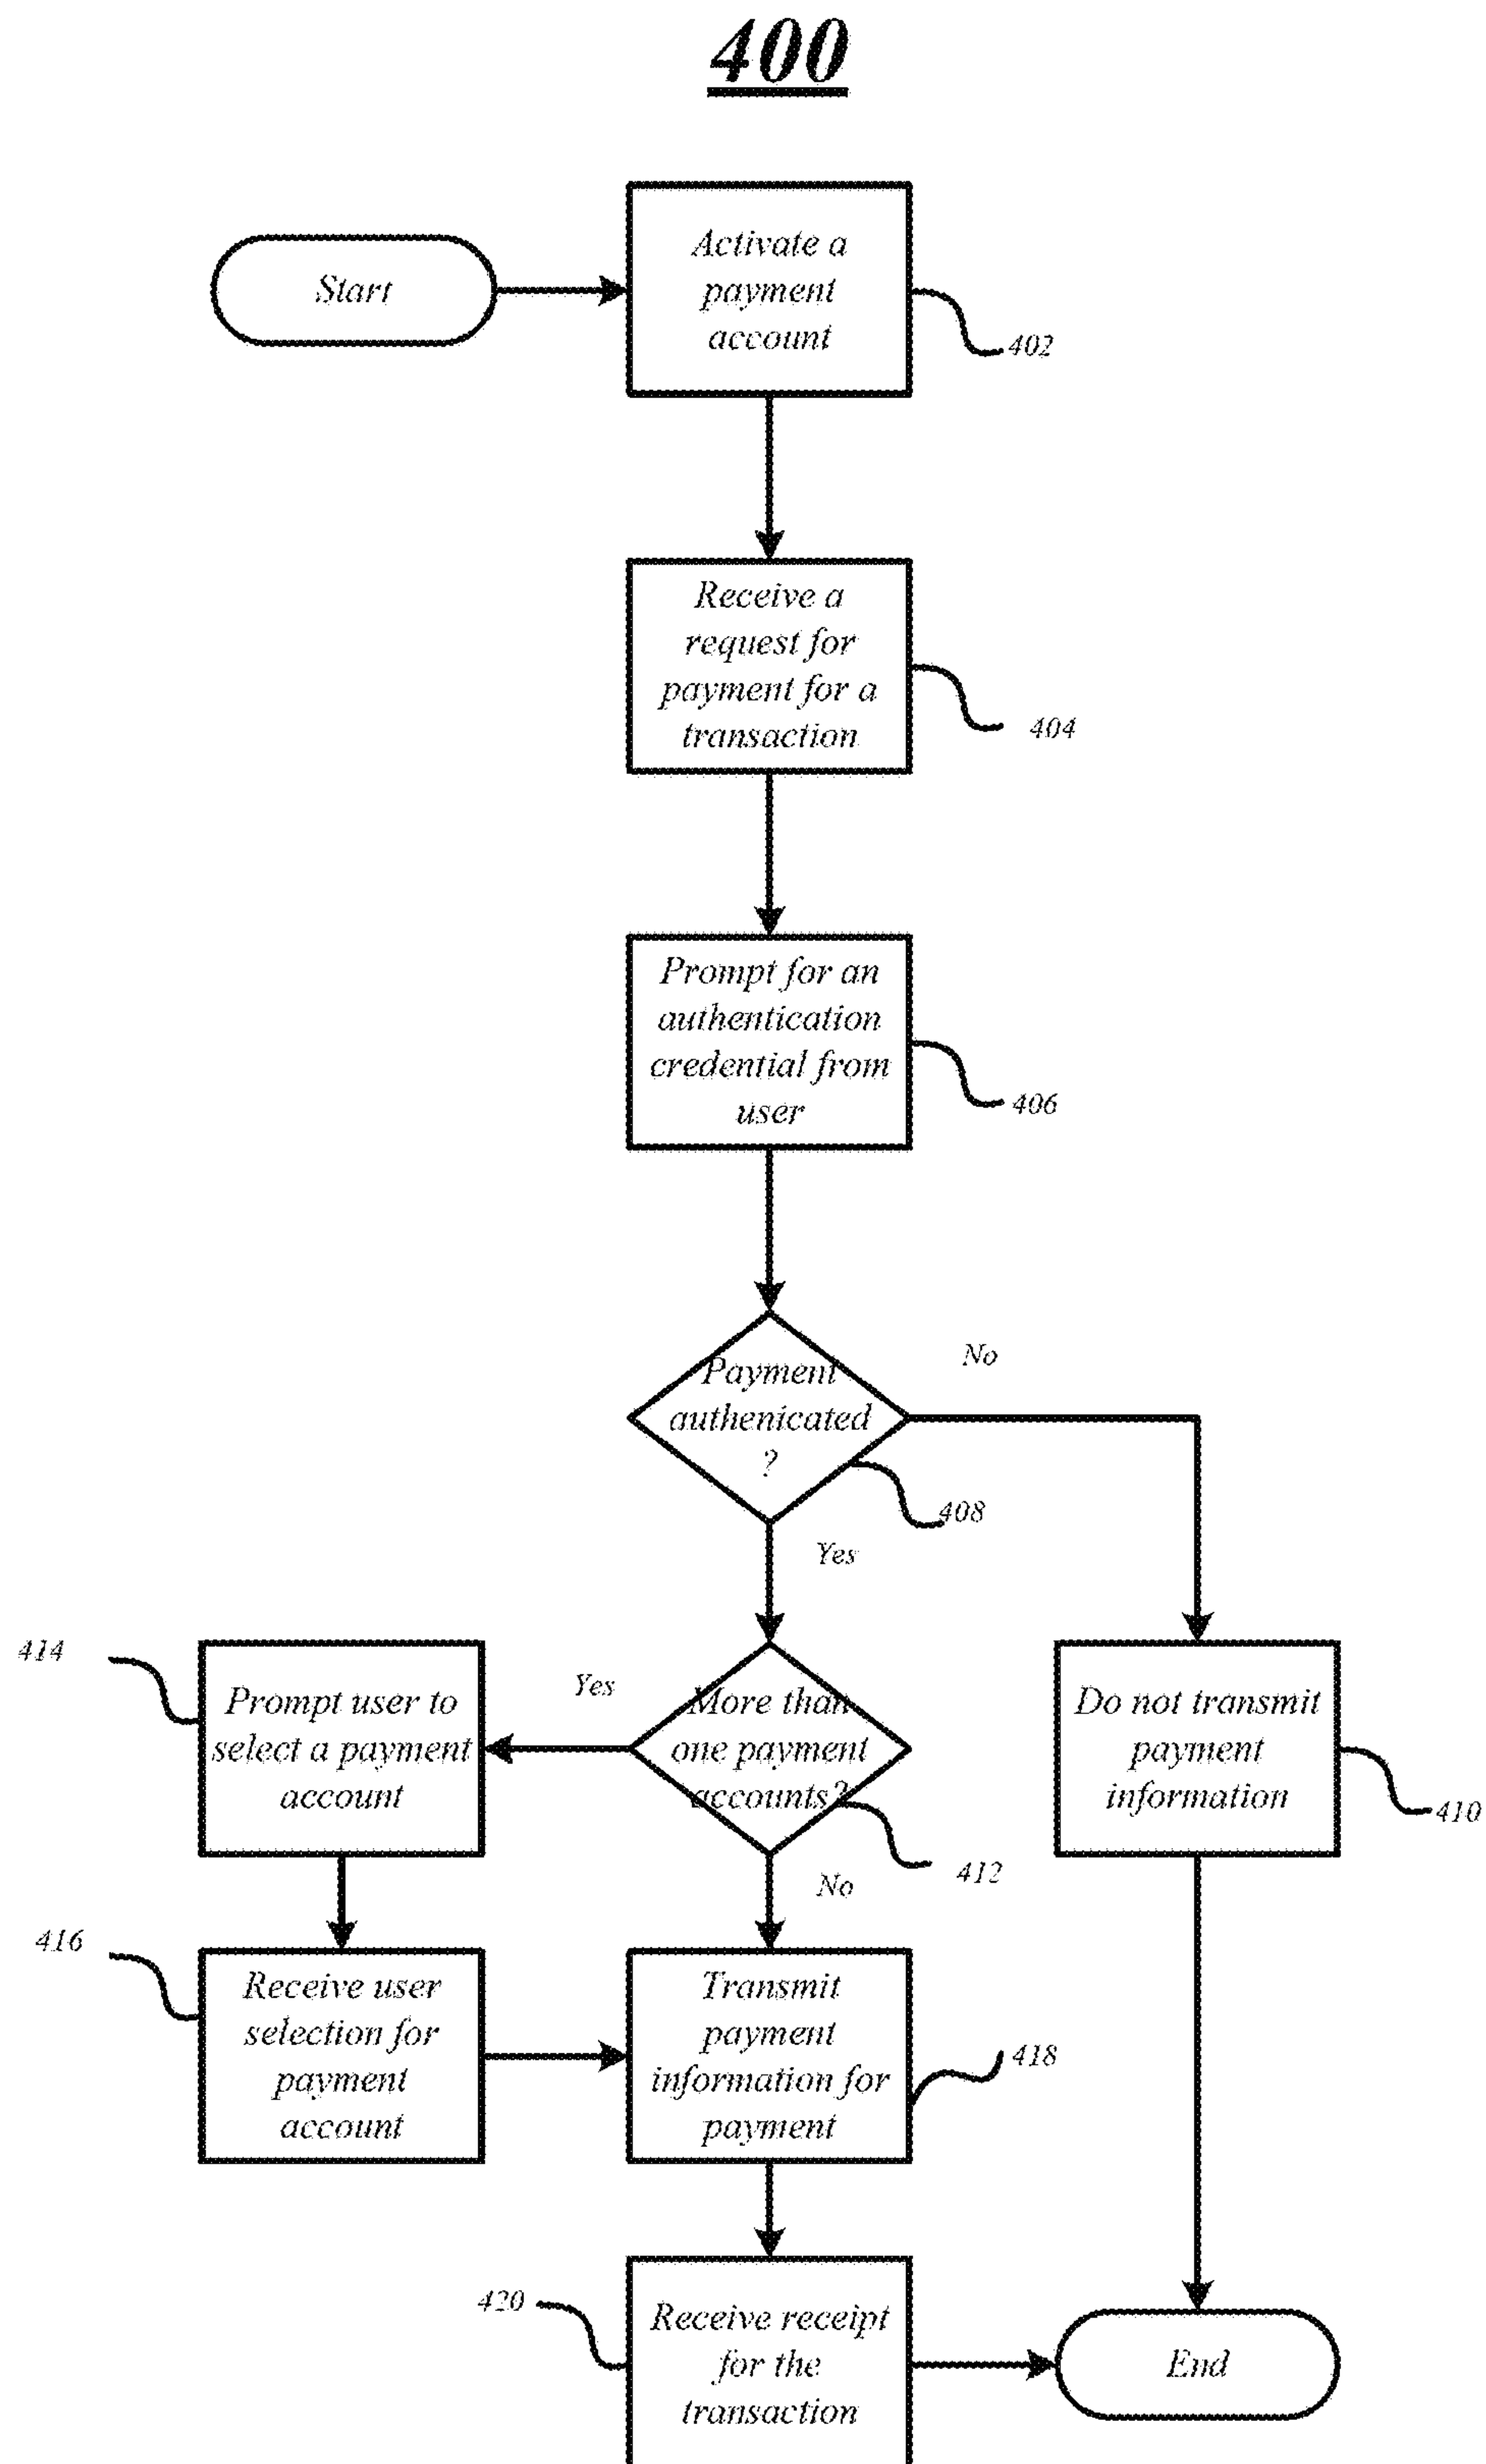 400
Start
Activate a
payment
account
402
Receive a
request for
payment for a
transaction
404
Prompt for an
authentication
credential from
user
406
Payment
authenicated
?
No
408
Yes
414
Prompt user to
select a payment
account
Yes
More than
one payment
accounts?
412
No
Do not transmit
payment
information
410
416
Receive user
selection for
payment
account
Transmit
payment
information for
payment
418
420
Receive receipt
for the
transaction
End